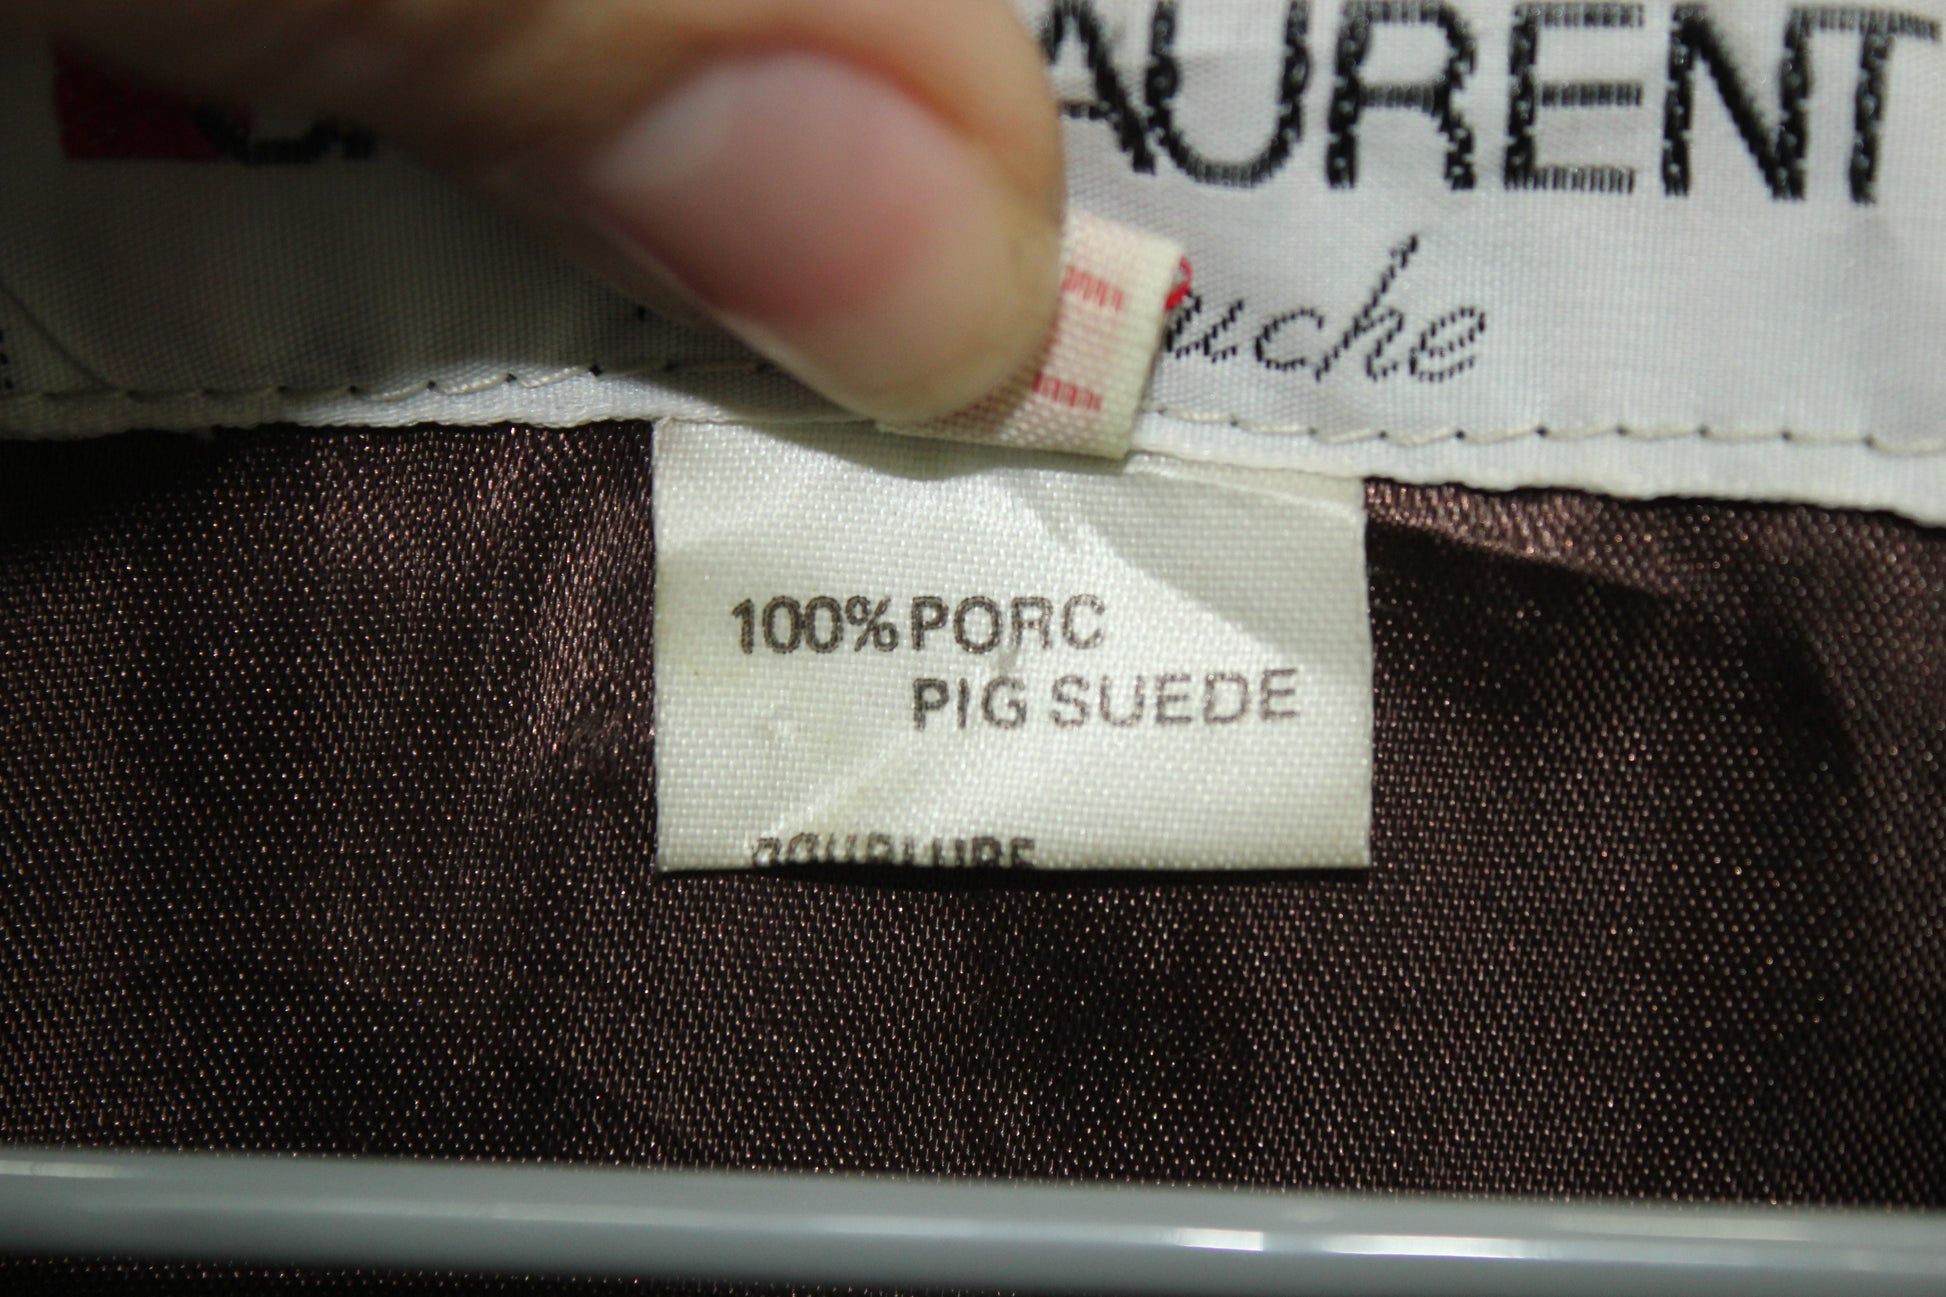 AURENT
uche
100% PORC
PIG SUEDE